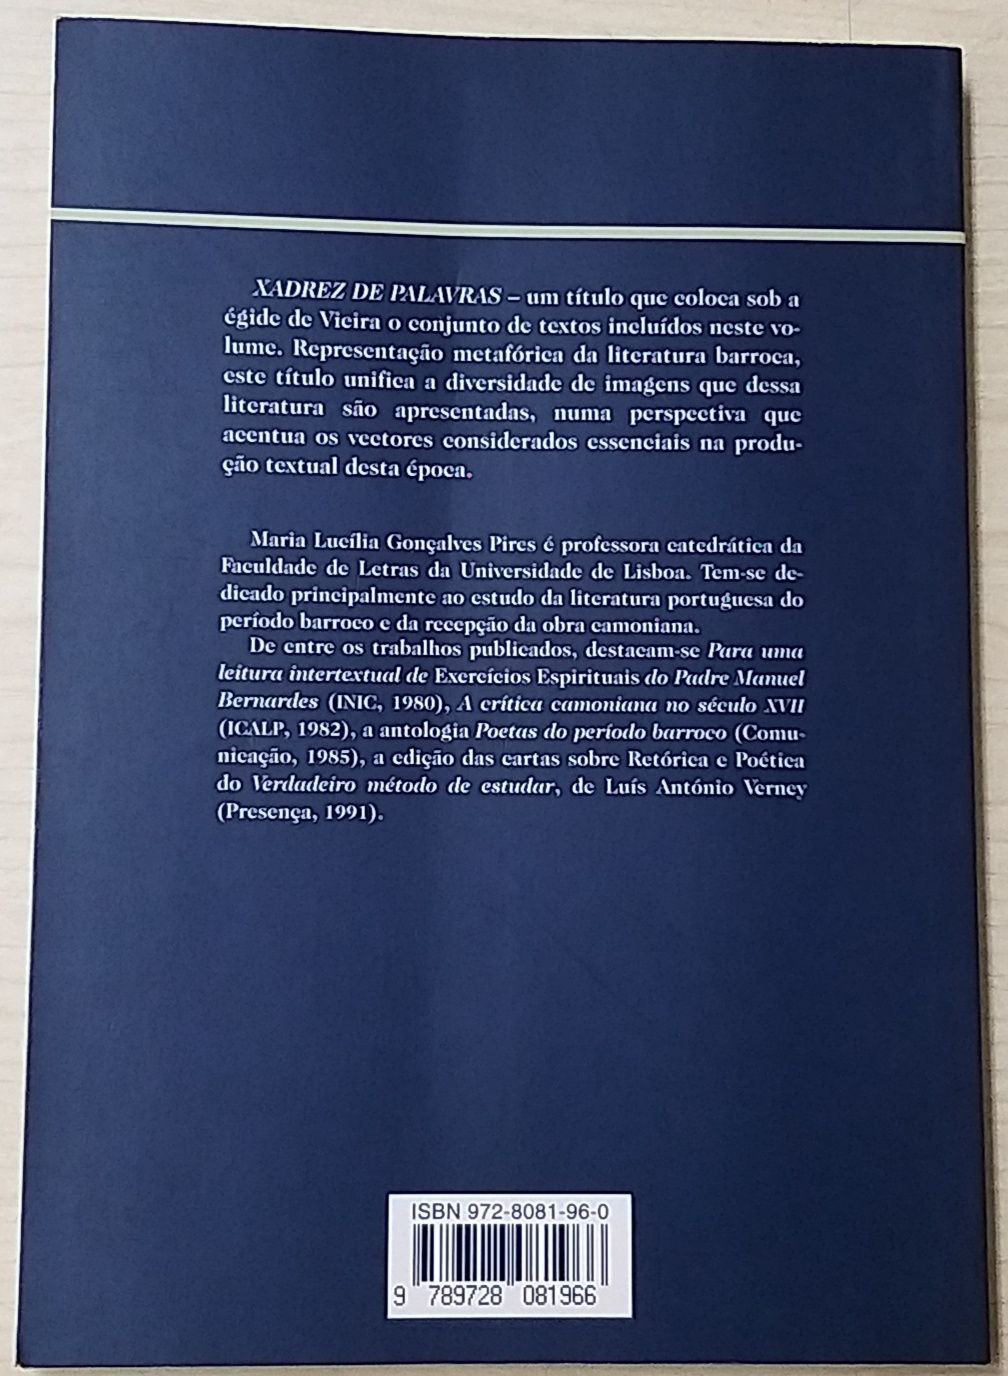 XADREZ DE PALAVRAS – um título que coloca sob a
égide de Vieira o conjunto de textos incluídos neste vo-
lume. Representação metafórica da literatura barroca,
este título unifica a diversidade de imagens que dessa
literatura são apresentadas, numa perspectiva que
acentua os vectores considerados essenciais na produ-
ção textual desta época.
Maria Lucília Gonçalves Pires é professora catedrática da
Faculdade de Letras da Universidade de Lisboa. Tem-se de-
dicado principalmente ao estudo da literatura portuguesa do
período barroco e da recepção da obra camoniana.
De entre os trabalhos publicados, destacam-se Para uma
leitura intertextual de Exercícios Espirituais do Padre Manuel
Bernardes (INIC, 1980), A crítica camoniana no século XVII
(ICALP, 1982), a antologia Poetas do período barroco (Comu-
nicação, 1985), a edição das cartas sobre Retórica e Poética
do Verdadeiro método de estudar, de Luís António Verney
(Presença, 1991).
ISBN 972-8081-96-0
9 789728 081966